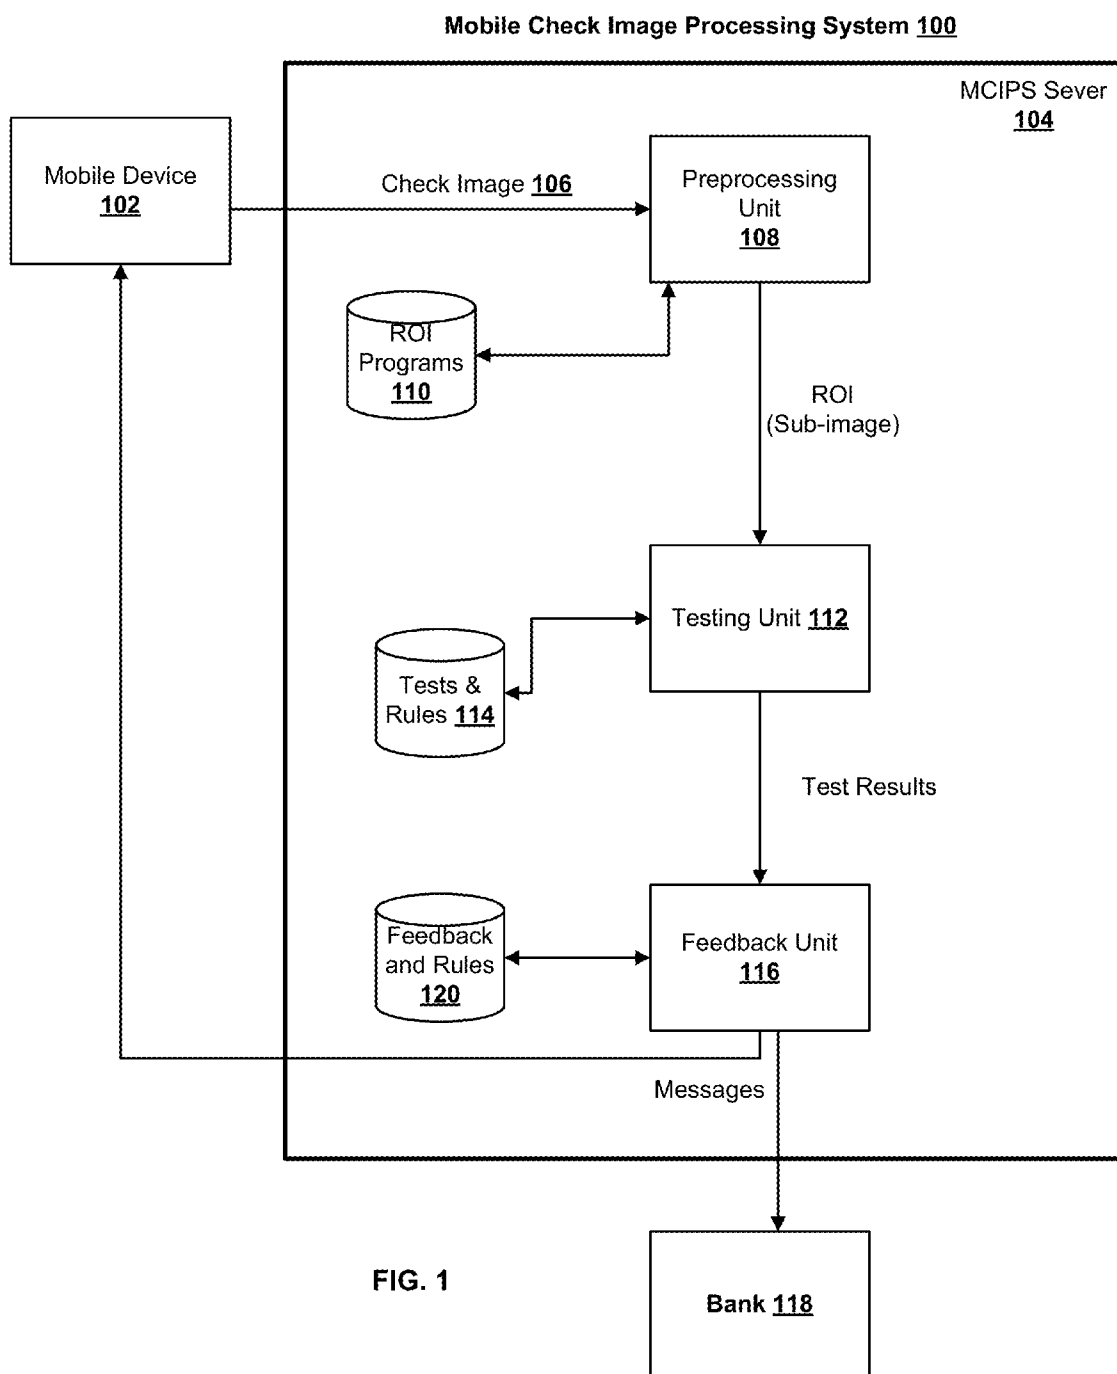 Mobile Check Image Processing System 100
MCIPS Sever
104
Mobile Device
102
Check Image 106
Preprocessing
Unit
108
ROI
Programs
110
ROI
(Sub-image)
Testing Unit 112
Tests &
Rules 114
Test Results
Feedback
and Rules
120
Feedback Unit
116
Messages
FIG. 1
Bank 118